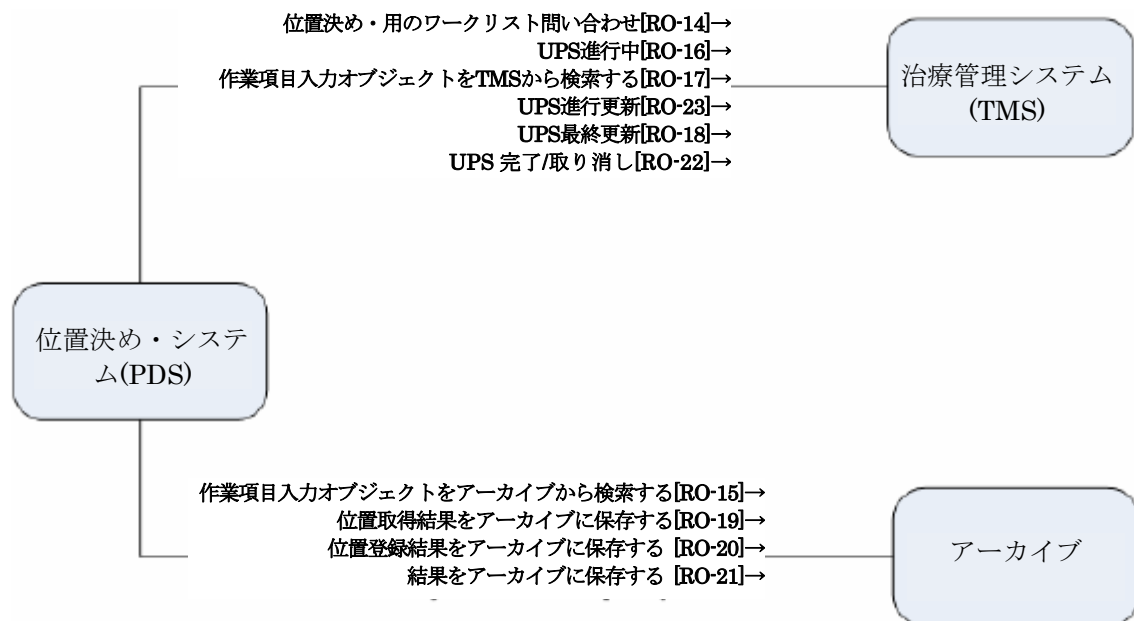 位置決め・用のワークリスト問い合わせ[RO-14]→
UPS進行中[RO-16]→
作業項目入力オブジェクトをTMSから検索する[RO-17]→
UPS進行更新[RO-23]→
UPS最終更新[RO-18]→
UPS 完了/取り消し[RO-22]→
治療管理システム
(TMS)
位置決め・システ
ム(PDS)
作業項目入力オブジェクトをアーカイブから検索する[RO-15]→
位置取得結果をアーカイブに保存する[RO-19]→
位置登録結果をアーカイブに保存する [RO-20]→
結果をアーカイブに保存する [RO-21]→
アーカイブ